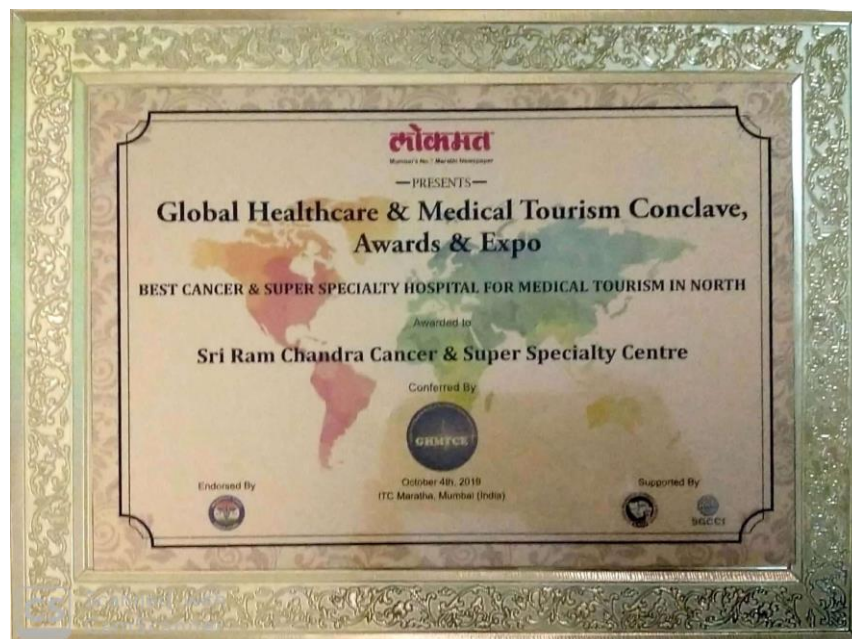 लोकमत
Mumbai's No.1 Marathi Newspaper
—PRESENTS—
Global Healthcare & Medical Tourism Conclave,
Awards & Expo
BEST CANCER & SUPER SPECIALTY HOSPITAL FOR MEDICAL TOURISM IN NORTH
Awarded to
Sri Ram Chandra Cancer & Super Specialty Centre
Conferred By
GHMTCE
October 4th, 2019
ITC Maratha, Mumbai (India)
Endorsed By
Supported By
SGCCI